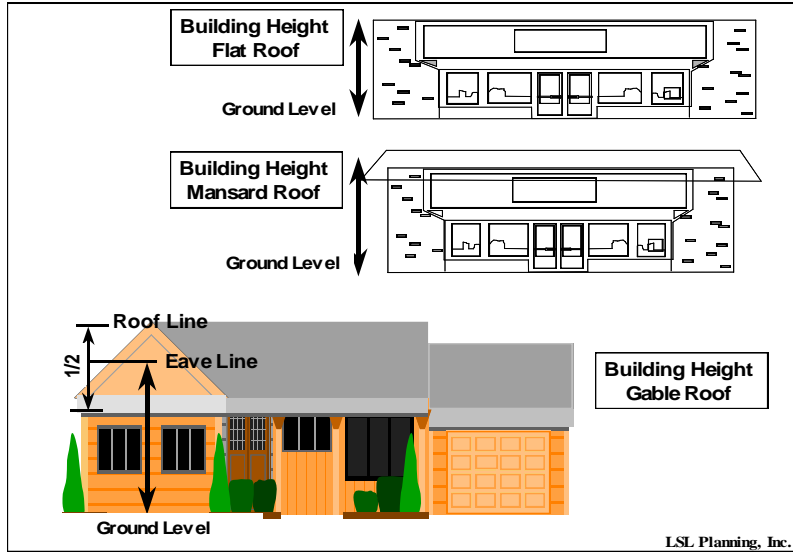 Building Height
Flat Roof
Ground Level
Building Height
Mansard Roof
Ground Level
Roof Line
Eave Line
1/2
Building Height
Gable Roof
Ground Level
LSL Planning, Inc.